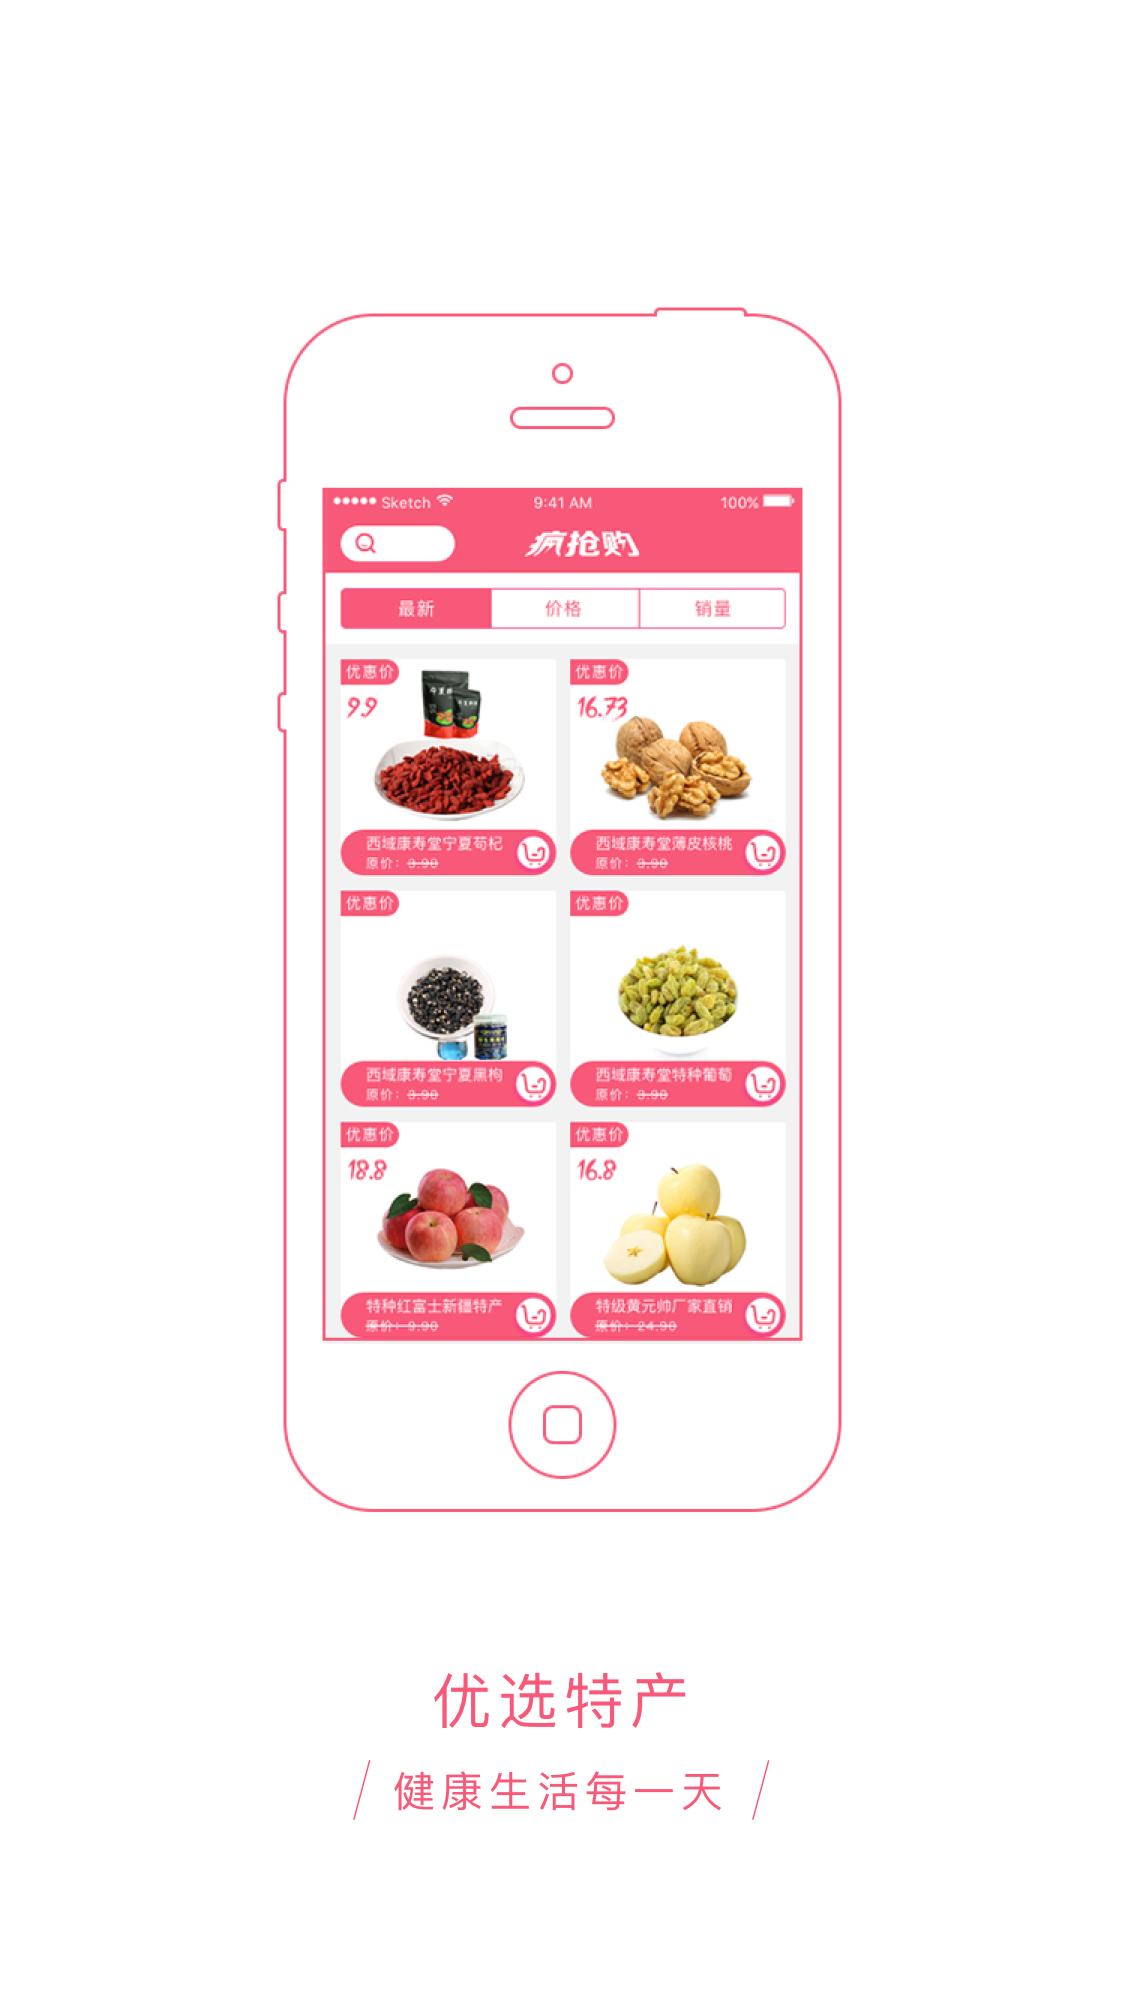 Sketch 9:41 AM 100%
疯抢购
最新 价格 销量
优惠价 优惠价
9.9 16.73
西域康寿堂宁夏苟杞 西域康寿堂薄皮核桃
原价：3.90 原价：3.90
优惠价 优惠价
西域康寿堂宁夏黑枸 西域康寿堂特种葡萄
原价：3.90 原价：3.90
优惠价 优惠价
18.8 16.8
特种红富士新疆特产 特级黄元帅厂家直销
原价：9.90 原价：24.90
优选特产
健康生活每一天